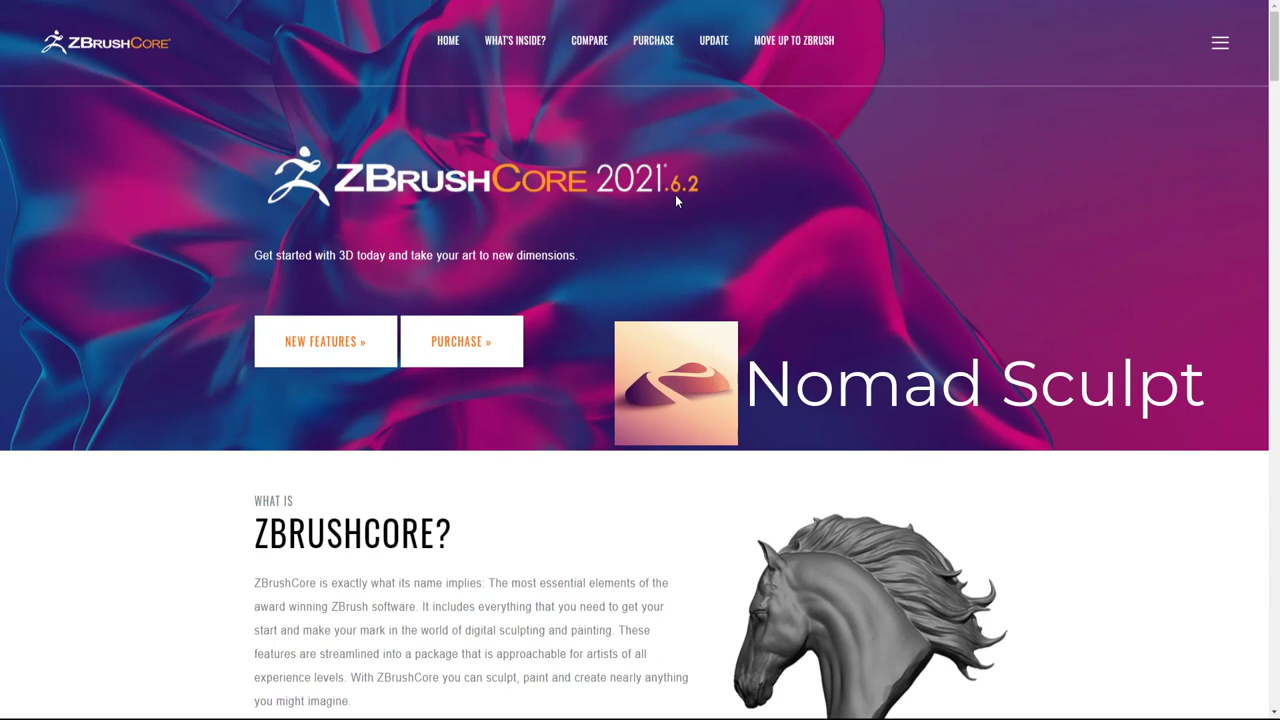 ZBRUSHCORE
HOME
WHAT'S INSIDE?
COMPARE
PURCHASE
UPDATE
MOVE UP TO ZBRUSH
ZBRUSHCORE 2021.6.2
Get started with 3D today and take your art to new dimensions.
NEW FEATURES »
PURCHASE »
Nomad Sculpt
WHAT IS
ZBRUSHCORE?
ZBrushCore is exactly what its name implies: The most essential elements of the
award winning ZBrush software. It includes everything that you need to get your
start and make your mark in the world of digital sculpting and painting. These
features are streamlined into a package that is approachable for artists of all
experience levels. With ZBrushCore you can sculpt, paint and create nearly anything
you might imagine.